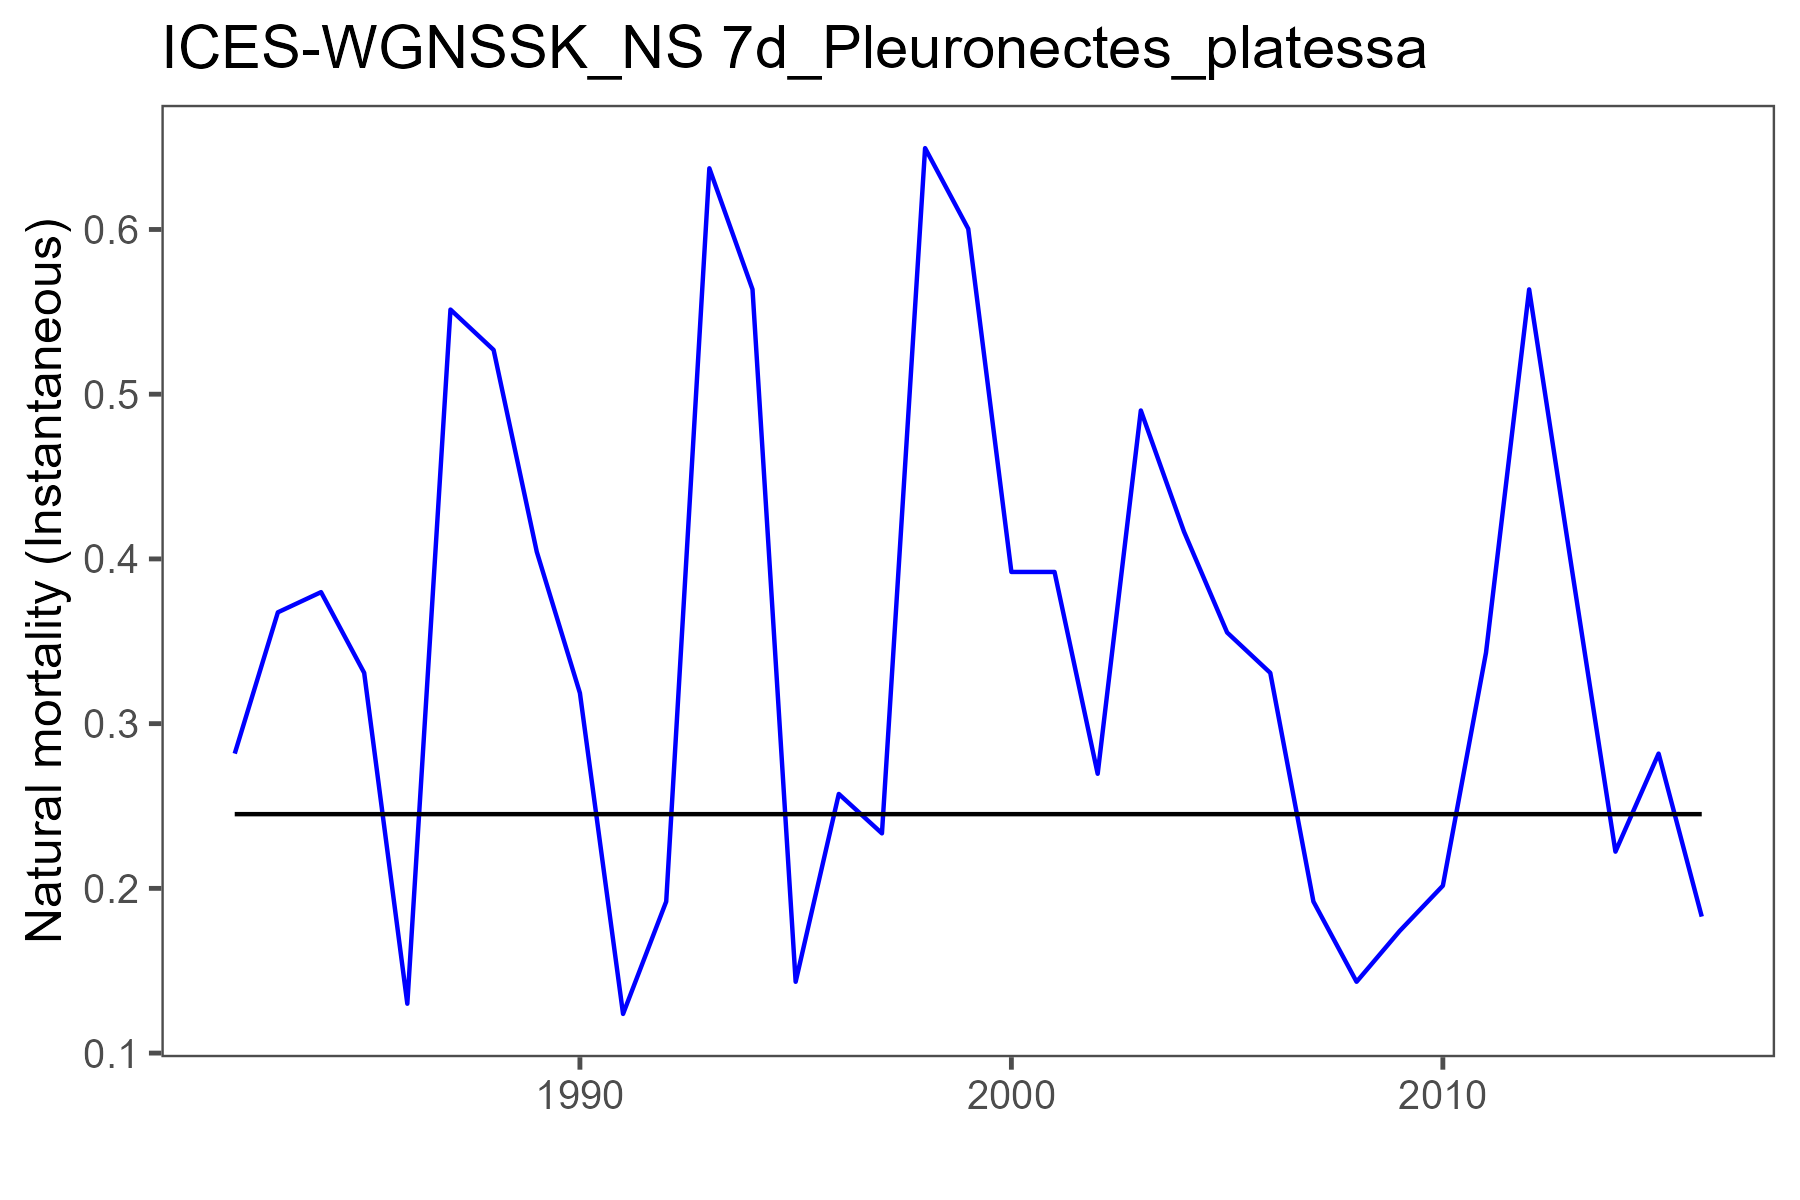 ICES-WGNSSK_NS 7d_Pleuronectes_platessa
Natural mortality (Instantaneous)
0.6
0.5
0.4
0.3
0.2
0.1
1990 2000 2010